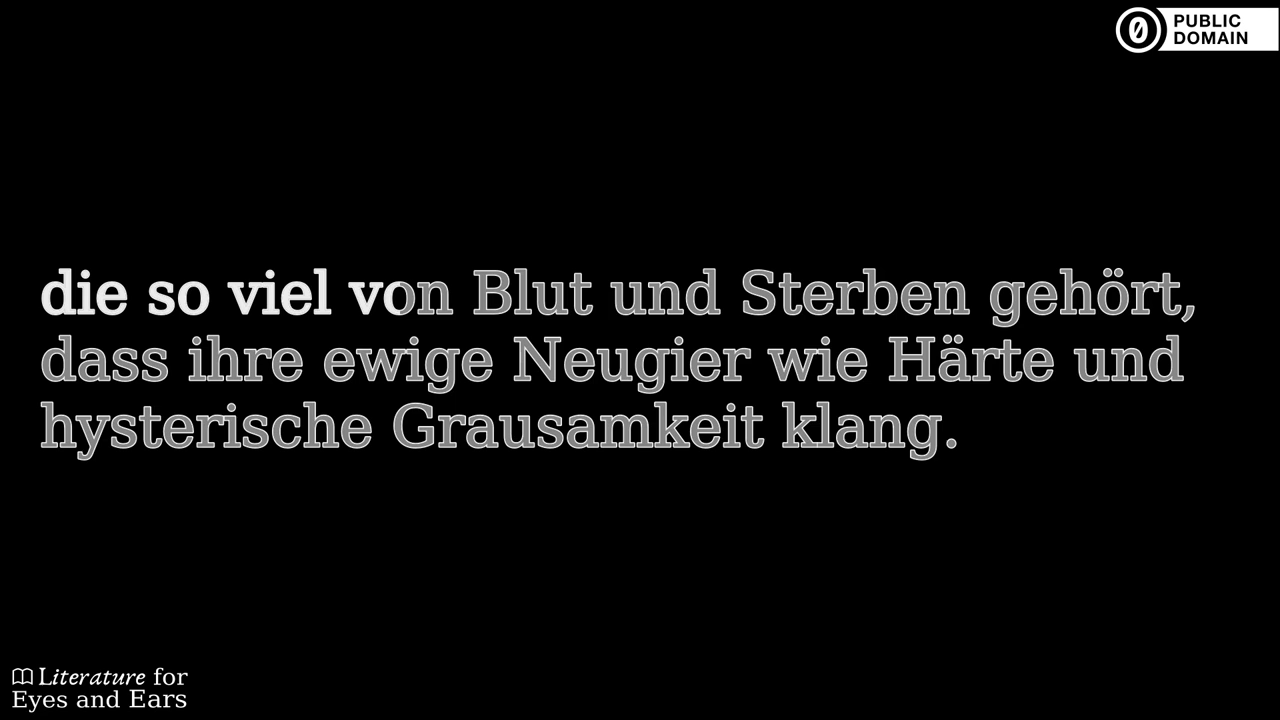 PUBLIC
DOMAIN
die so viel von Blut und Sterben gehört,
dass ihre ewige Neugier wie Härte und
hysterische Grausamkeit klang.
Literature for
Eyes and Ears